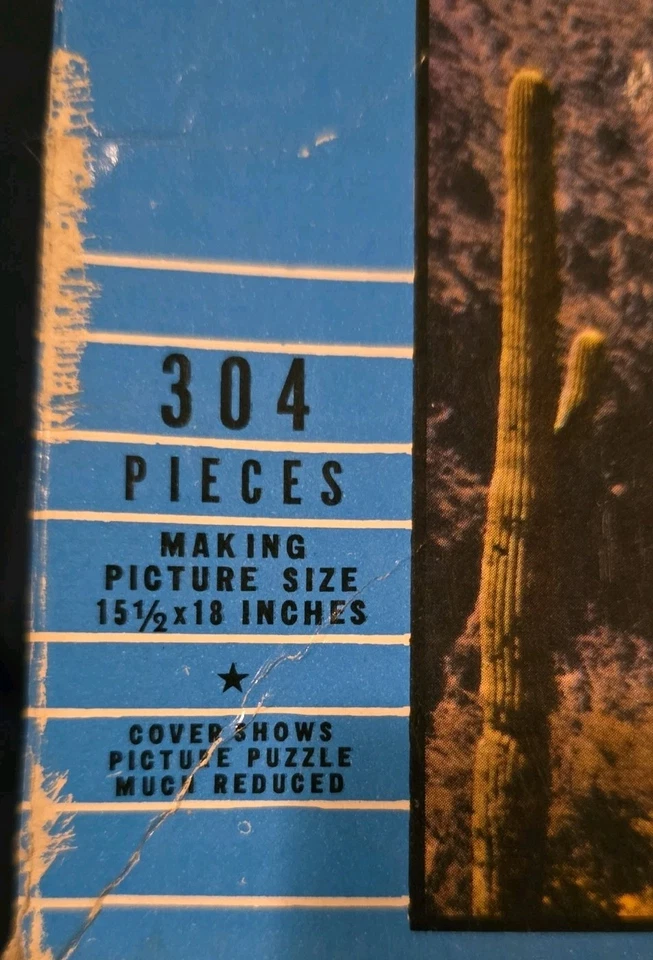 304
PIECES
MAKING
PICTURE SIZE
15½x18 INCHES
★
COVER SHOWS
PICTURE PUZZLE
MUCH REDUCED